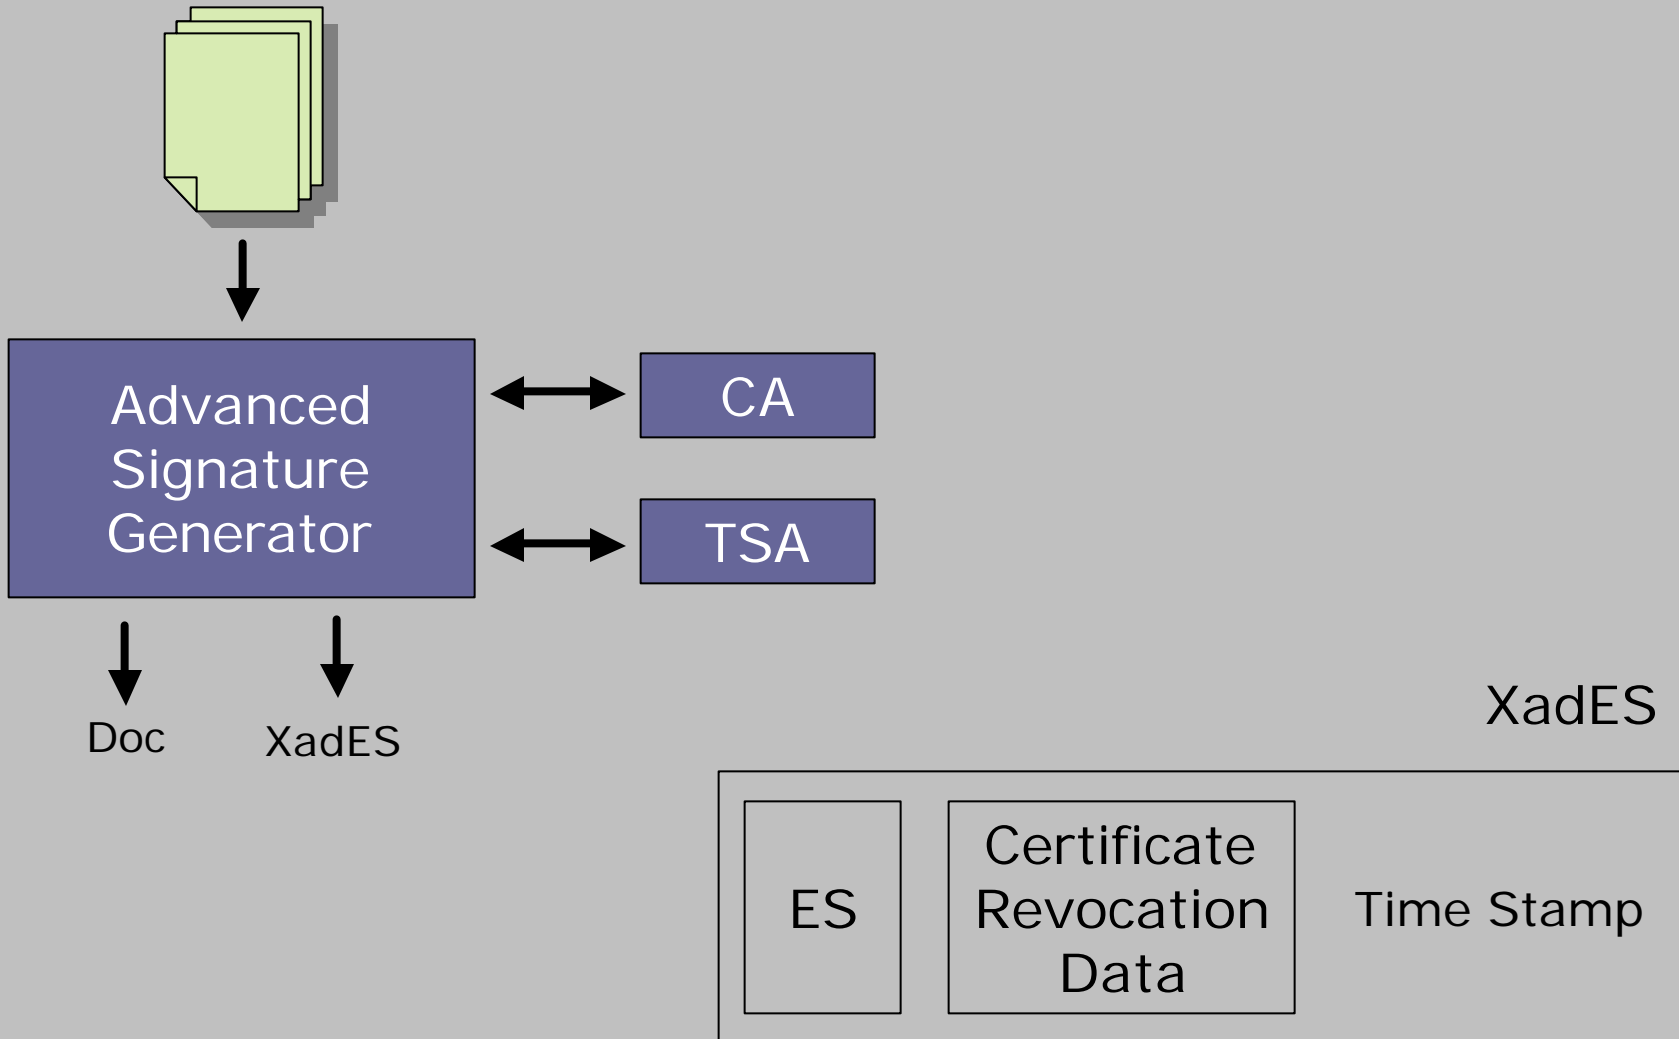 Advanced
Signature
Generator
CA
TSA
Doc
XadES
XadES
ES
Certificate
Revocation
Data
Time Stamp